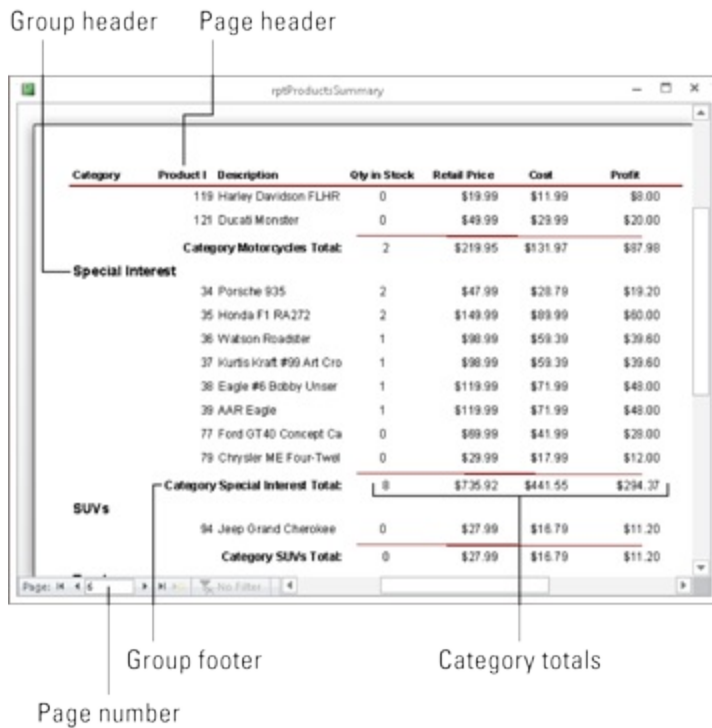 Group header Page header
rptProductsSummary
Category Product I Description Qty in Stock Retail Price Cost Profit
119 Harley Davidson FLHR 0 $19.99 $11.99 $8.00
121 Ducati Monster 0 $49.99 $29.99 $20.00
Category Motorcycles Total: 2 $219.95 $131.97 $87.98
Special Interest
34 Porsche 935 2 $47.99 $28.79 $19.20
35 Honda F1 RA272 2 $149.99 $89.99 $60.00
36 Watson Roadster 1 $98.99 $59.39 $39.60
37 Kurtis Kraft #99 Art Cro 1 $98.99 $59.39 $39.60
38 Eagle #6 Bobby Unser 1 $119.99 $71.99 $48.00
39 AAR Eagle 1 $119.99 $71.99 $48.00
77 Ford GT40 Concept Ca 0 $69.99 $41.99 $28.00
79 Chrysler ME Four-Twel 0 $29.99 $17.99 $12.00
Category Special Interest Total: 8 $735.92 $441.55 $294.37
SUVs
94 Jeep Grand Cherokee 0 $27.99 $16.79 $11.20
Category SUVs Total: 0 $27.99 $16.79 $11.20
Page: 6 No Filter
Group footer Category totals
Page number